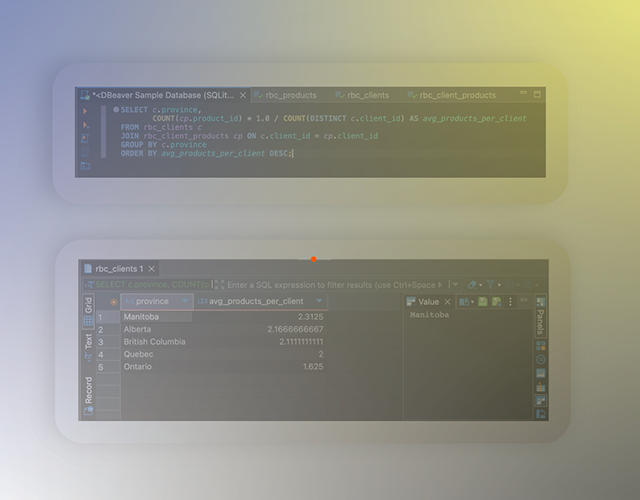 *<DBeaver Sample Database (SQLit... rbc_products rbc_clients rbc_client_products
SELECT c.province,
COUNT(cp.product_id) * 1.0 / COUNT(DISTINCT c.client_id) AS avg_products_per_client
FROM rbc_clients c
JOIN rbc_client_products cp ON c.client_id = cp.client_id
GROUP BY c.province
ORDER BY avg_products_per_client DESC;
rbc_clients 1
SELECT c.province, COUNT(c Enter a SQL expression to filter results (use Ctrl+Space
Grid
Text
Record
province avg_products_per_client
1 Manitoba 2.3125
2 Alberta 2.1666666667
3 British Columbia 2.1111111111
4 Quebec 2
5 Ontario 1.625
Value
Manitoba
Panels